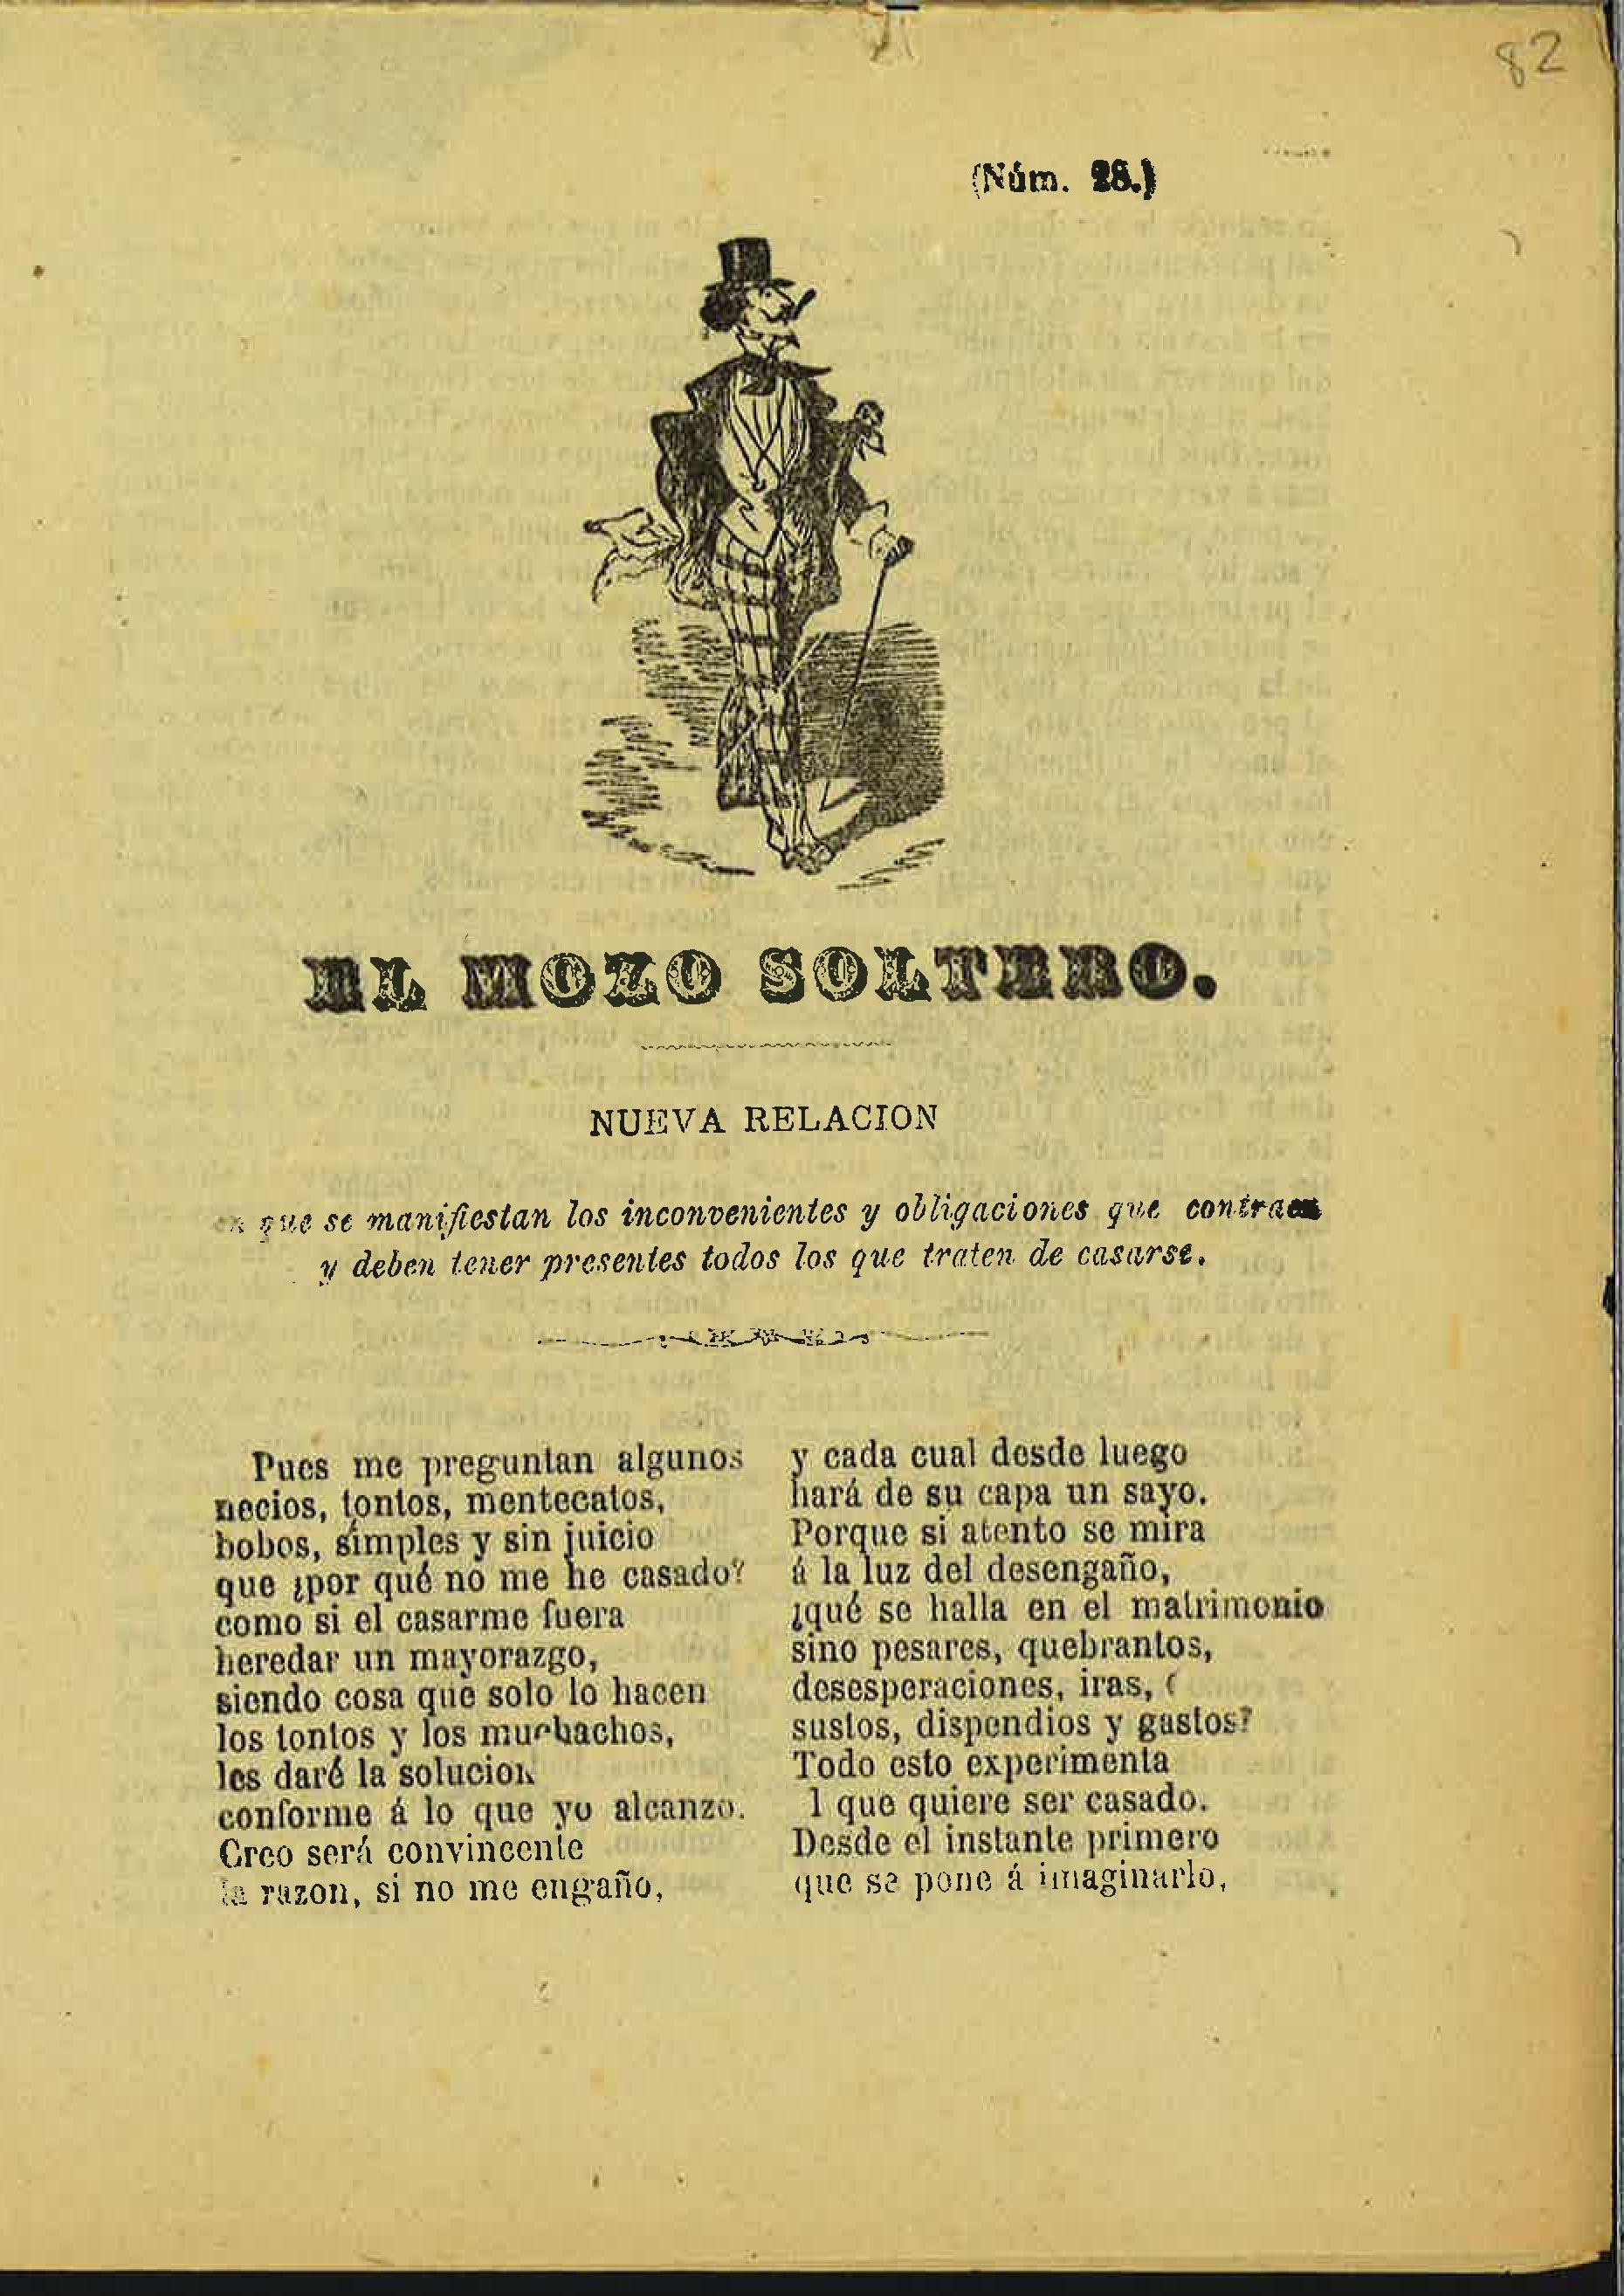 82
(Núm. 28.)
EL MOZO SOLTERO.
NUEVA RELACION
en que se manifiestan los inconvenientes y obligaciones que contraen
y deben tener presentes todos los que traten de casarse.
Pues me preguntan algunos
necios, tontos, mentecatos,
bobos, simples y sin juicio
que ¿por qué no me he casado?
como si el casarme fuera
heredar un mayorazgo,
siendo cosa que solo lo hacen
los tontos y los muchachos,
les daré la solucion
conforme á lo que yo alcanzo.
Creo será convincente
la razon, si no me engaño,
y cada cual desde luego
hará de su capa un sayo.
Porque si atento se mira
á la luz del desengaño,
¿qué se halla en el matrimonio
sino pesares, quebrantos,
desesperaciones, iras,
sustos, dispendios y gastos?
Todo esto experimenta
l que quiere ser casado.
Desde el instante primero
que se pone á imaginarlo,